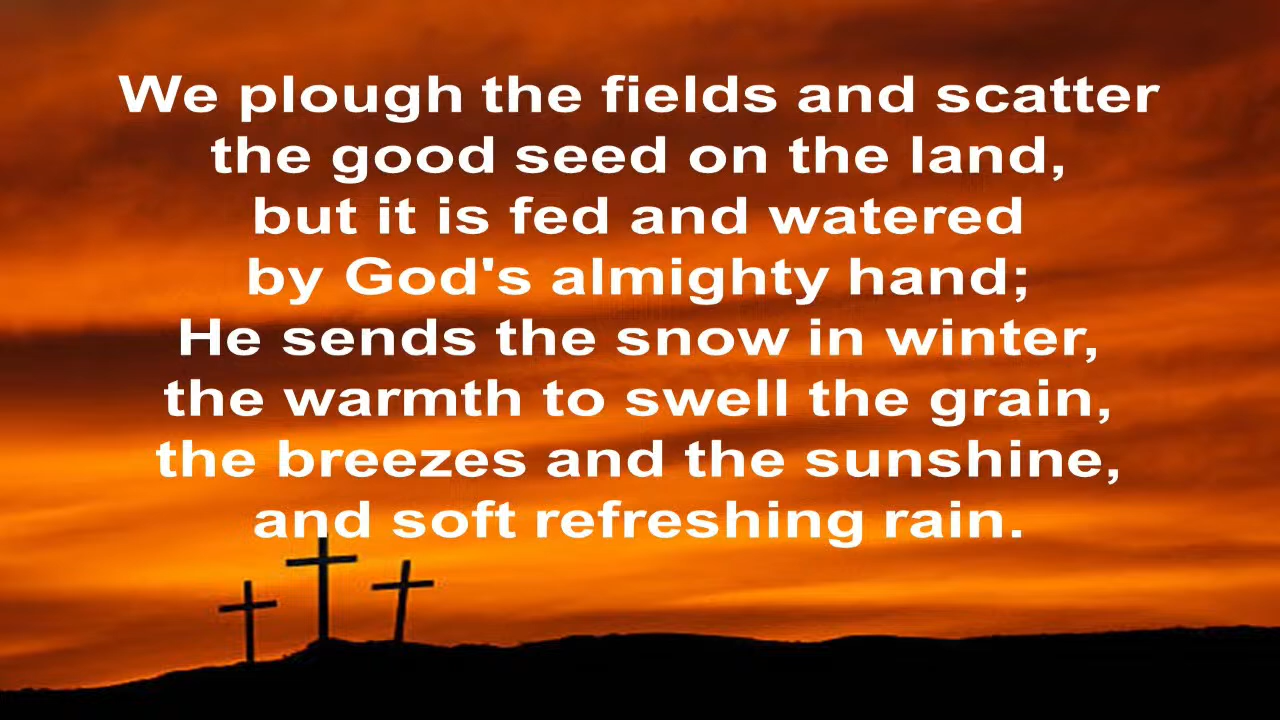 We plough the fields and scatter
the good seed on the land,
but it is fed and watered
by God's almighty hand;
He sends the snow in winter,
the warmth to swell the grain,
the breezes and the sunshine,
and soft refreshing rain.